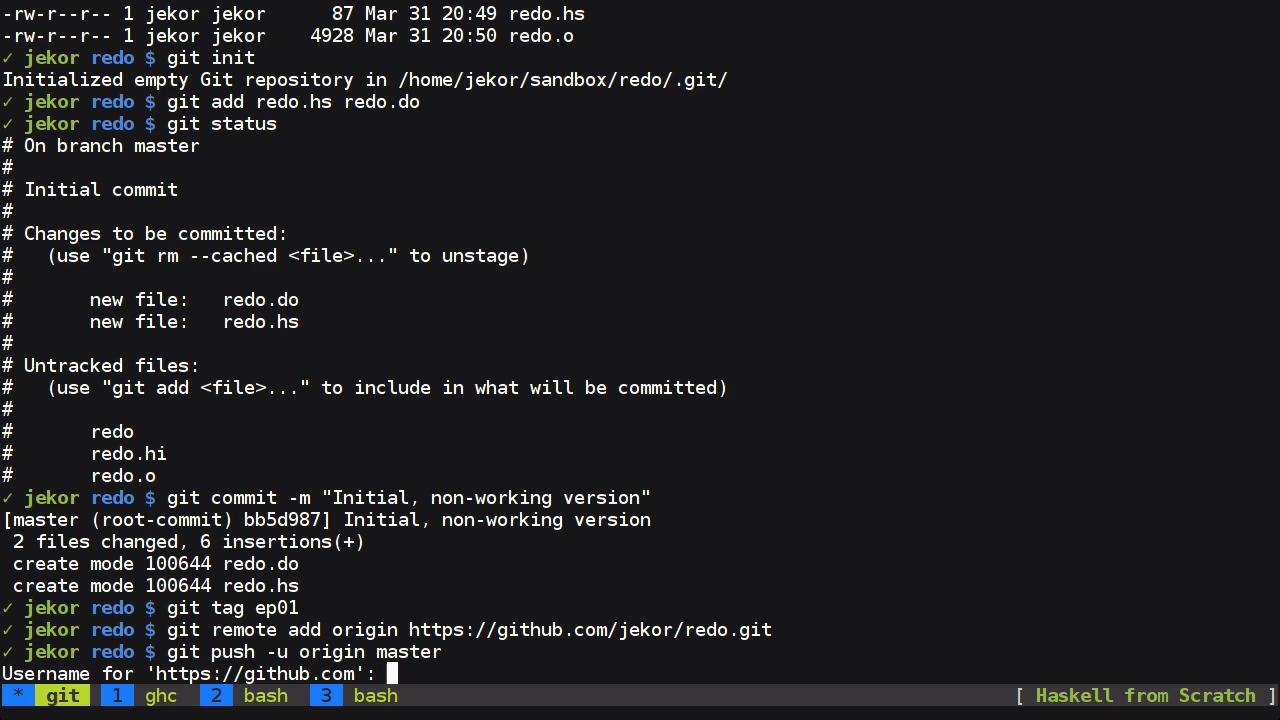 -rw-r--r-- 1 jekor jekor      87 Mar 31 20:49 redo.hs
-rw-r--r-- 1 jekor jekor    4928 Mar 31 20:50 redo.o
✓ jekor redo $ git init
Initialized empty Git repository in /home/jekor/sandbox/redo/.git/
✓ jekor redo $ git add redo.hs redo.do
✓ jekor redo $ git status
# On branch master
#
# Initial commit
#
# Changes to be committed:
#   (use "git rm --cached <file>..." to unstage)
#
#       new file:   redo.do
#       new file:   redo.hs
#
# Untracked files:
#   (use "git add <file>..." to include in what will be committed)
#
#       redo
#       redo.hi
#       redo.o
✓ jekor redo $ git commit -m "Initial, non-working version"
[master (root-commit) bb5d987] Initial, non-working version
 2 files changed, 6 insertions(+)
 create mode 100644 redo.do
 create mode 100644 redo.hs
✓ jekor redo $ git tag ep01
✓ jekor redo $ git remote add origin https://github.com/jekor/redo.git
✓ jekor redo $ git push -u origin master
Username for 'https://github.com':
* git 1 ghc 2 bash 3 bash [ Haskell from Scratch ]